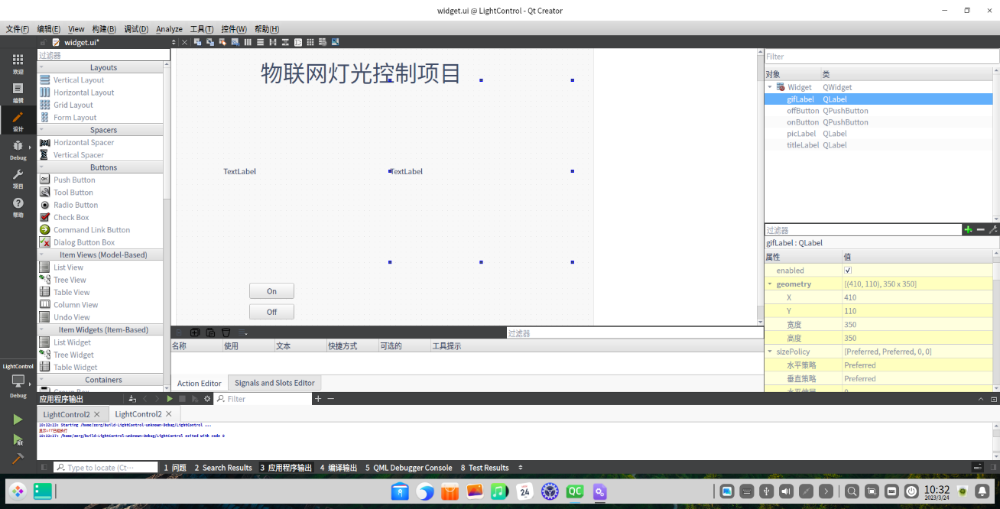 widget.ui @ LightControl - Qt Creator
文件(F) 编辑(E) View 构建(B) 调试(D) Analyze 工具(T) 控件(W) 帮助(H)
widget.ui*
过滤器
Layouts
Vertical Layout
Horizontal Layout
Grid Layout
Form Layout
Spacers
Horizontal Spacer
Vertical Spacer
Buttons
Push Button
Tool Button
Radio Button
Check Box
Command Link Button
Dialog Button Box
Item Views (Model-Based)
List View
Tree View
Table View
Column View
Undo View
Item Widgets (Item-Based)
List Widget
Tree Widget
Table Widget
Containers
欢迎
编辑
设计
Debug
项目
帮助
LightControl
Debug
物联网灯光控制项目
TextLabel TextLabel
On
Off
过滤器
名称 使用 文本 快捷方式 可选的 工具提示
Action Editor Signals and Slots Editor
Filter
对象 类
Widget QWidget
gifLabel QLabel
offButton QPushButton
onButton QPushButton
picLabel QLabel
titleLabel QLabel
过滤器
gifLabel : QLabel
属性 值
enabled
geometry [(410, 110), 350 x 350]
X 410
Y 110
宽度 350
高度 350
sizePolicy [Preferred, Preferred, 0, 0]
水平策略 Preferred
垂直策略 Preferred
应用程序输出 Filter
LightControl2 LightControl2
10:32:23: Starting /home/zerg/build-LightControl-unknown-Debug/LightControl ...
显示off已经执行
10:32:27: /home/zerg/build-LightControl-unknown-Debug/LightControl exited with code 0
Type to locate (Ct... 1 问题 2 Search Results 3 应用程序输出 4 编译输出 5 QML Debugger Console 8 Test Results
24 QC 10:32
2023/3/24